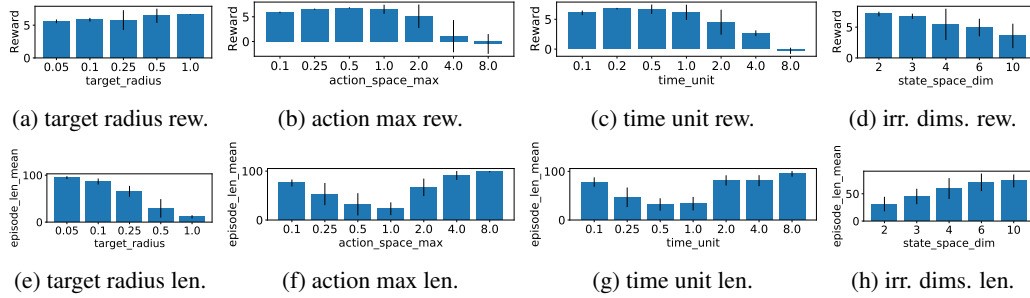 Reward
5
0
0.05 0.1 0.25 0.5 1.0
target_radius
(a) target radius rew.
Reward
5
0
0.1 0.25 0.5 1.0 2.0 4.0 8.0
action_space_max
(b) action max rew.
Reward
5
0
0.1 0.2 0.5 1.0 2.0 4.0 8.0
time_unit
(c) time unit rew.
Reward
5
0
2 3 4 6 10
state_space_dim
(d) irr. dims. rew.
episode_len_mean
100
0
0.05 0.1 0.25 0.5 1.0
target_radius
(e) target radius len.
episode_len_mean
100
0
0.1 0.25 0.5 1.0 2.0 4.0 8.0
action_space_max
(f) action max len.
episode_len_mean
100
0
0.1 0.2 0.5 1.0 2.0 4.0 8.0
time_unit
(g) time unit len.
episode_len_mean
50
0
2 3 4 6 10
state_space_dim
(h) irr. dims. len.